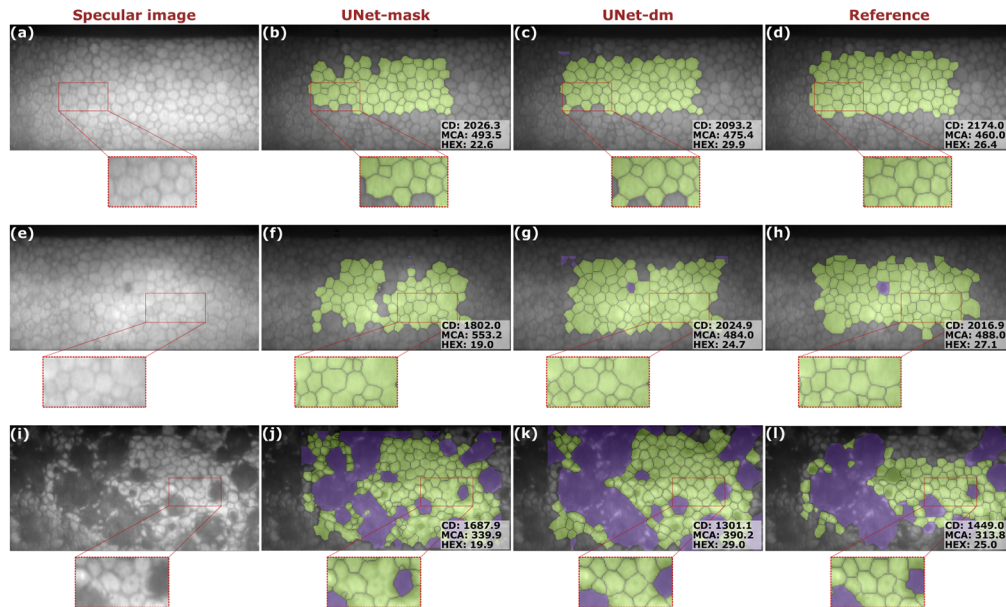 Specular image UNet-mask UNet-dm Reference
(a) (b) (c) (d)
CD: 2026.3
MCA: 493.5
HEX: 22.6
CD: 2093.2
MCA: 475.4
HEX: 29.9
CD: 2174.0
MCA: 460.0
HEX: 26.4
(e) (f) (g) (h)
CD: 1802.0
MCA: 553.2
HEX: 19.0
CD: 2024.9
MCA: 484.0
HEX: 24.7
CD: 2016.9
MCA: 488.0
HEX: 27.1
(i) (j) (k) (l)
CD: 1687.9
MCA: 339.9
HEX: 19.9
CD: 1301.1
MCA: 390.2
HEX: 29.0
CD: 1449.0
MCA: 313.8
HEX: 25.0